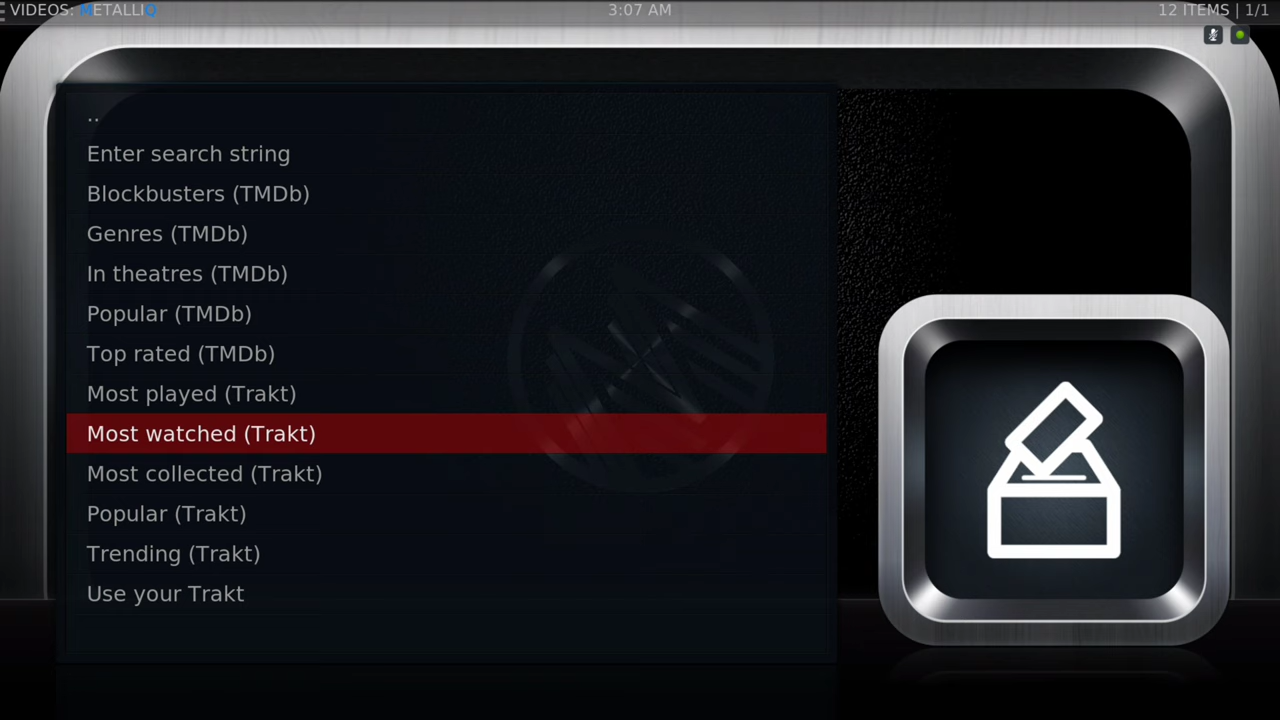 VIDEOS: METALLIQ
3:07 AM
12 ITEMS | 1/1
..
Enter search string
Blockbusters (TMDb)
Genres (TMDb)
In theatres (TMDb)
Popular (TMDb)
Top rated (TMDb)
Most played (Trakt)
Most watched (Trakt)
Most collected (Trakt)
Popular (Trakt)
Trending (Trakt)
Use your Trakt